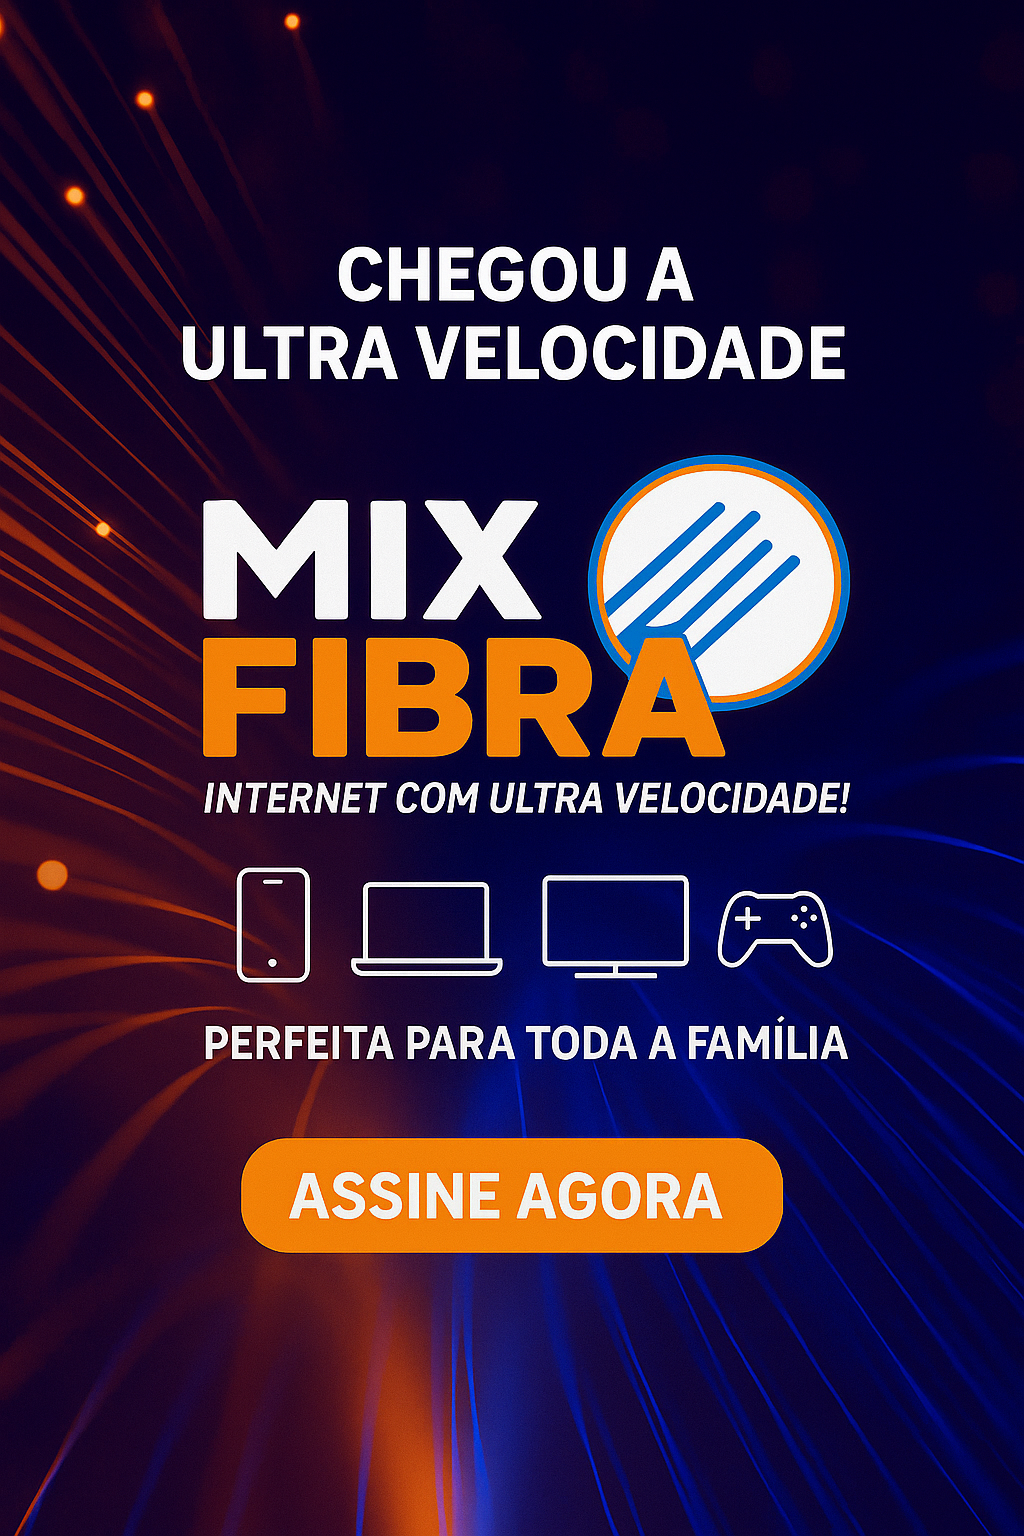 CHEGOU A
ULTRA VELOCIDADE
MIX
FIBRA
INTERNET COM ULTRA VELOCIDADE!
PERFEITA PARA TODA A FAMÍLIA
ASSINE AGORA